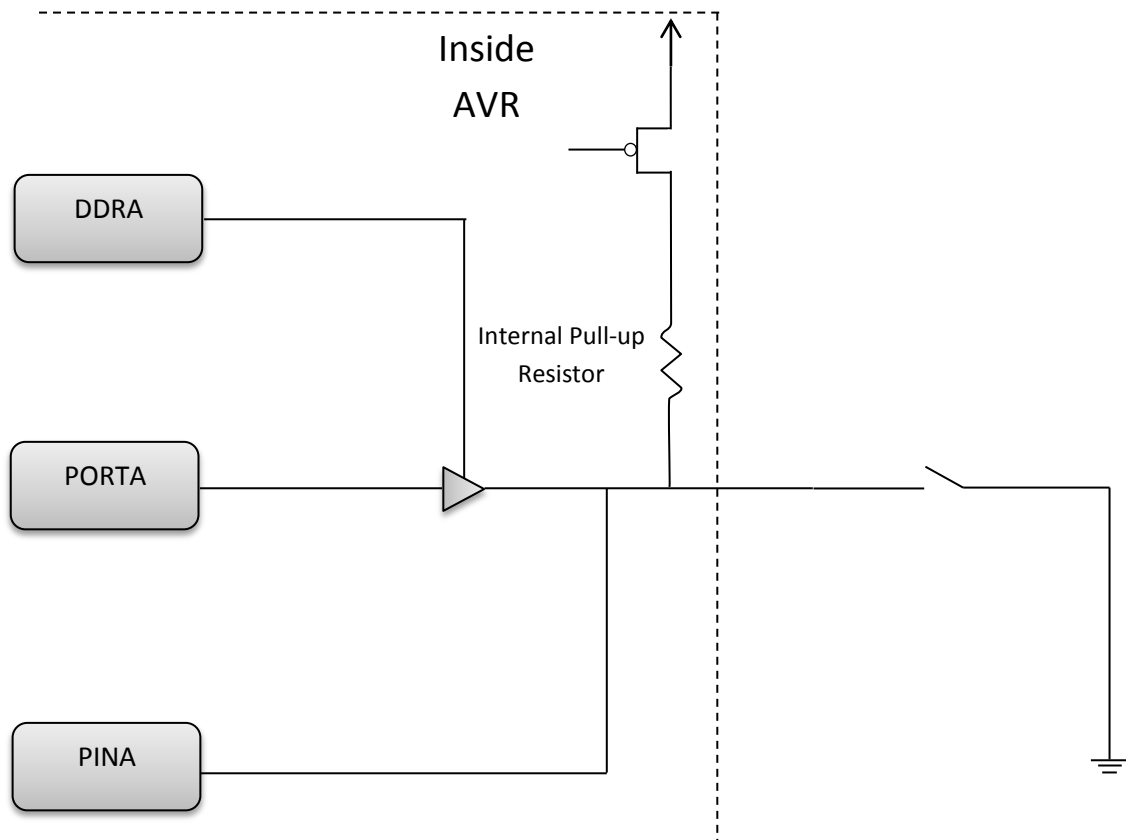 Inside
AVR
DDRA
Internal Pull-up
Resistor
PORTA
PINA